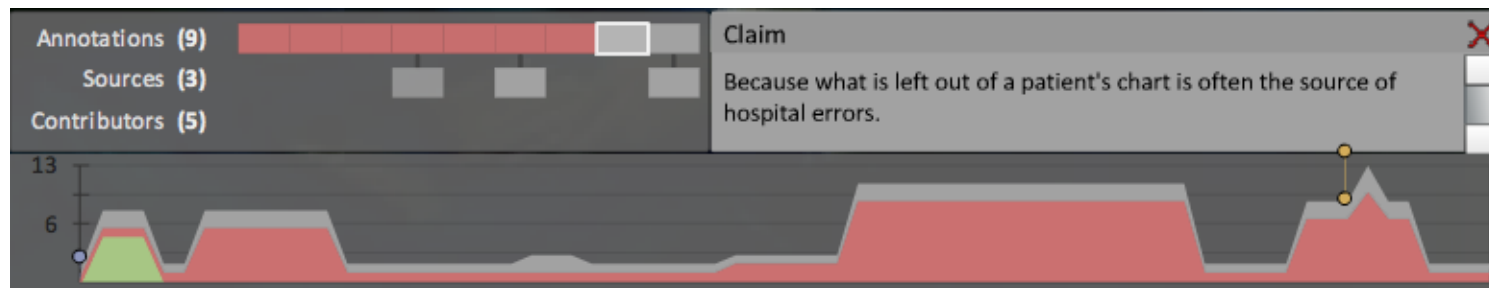 Annotations (9)
Sources (3)
Contributors (5)
Claim
Because what is left out of a patient's chart is often the source of
hospital errors.
13
6